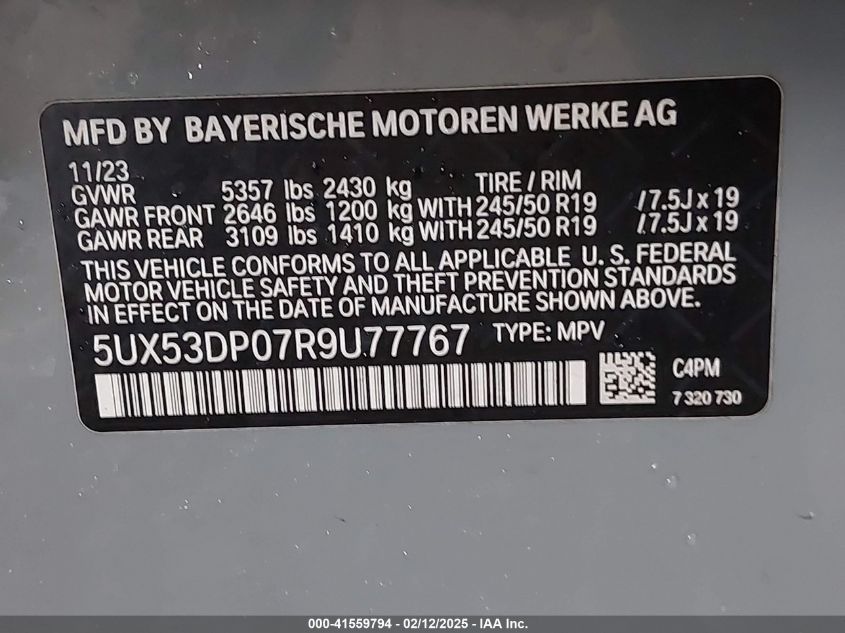 MFD BY BAYERISCHE MOTOREN WERKE AG
11/23 TIRE / RIM
GVWR 5357 lbs 2430 kg
GAWR FRONT 2646 lbs 1200 kg WITH 245/50 R19 /7.5J x 19
GAWR REAR 3109 lbs 1410 kg WITH 245/50 R19 /7.5J x 19
THIS VEHICLE CONFORMS TO ALL APPLICABLE U. S. FEDERAL
MOTOR VEHICLE SAFETY AND THEFT PREVENTION STANDARDS
IN EFFECT ON THE DATE OF MANUFACTURE SHOWN ABOVE.
5UX53DP07R9U77767 TYPE: MPV
C4PM
7 320 730
000-41559794 - 02/12/2025 - IAA Inc.